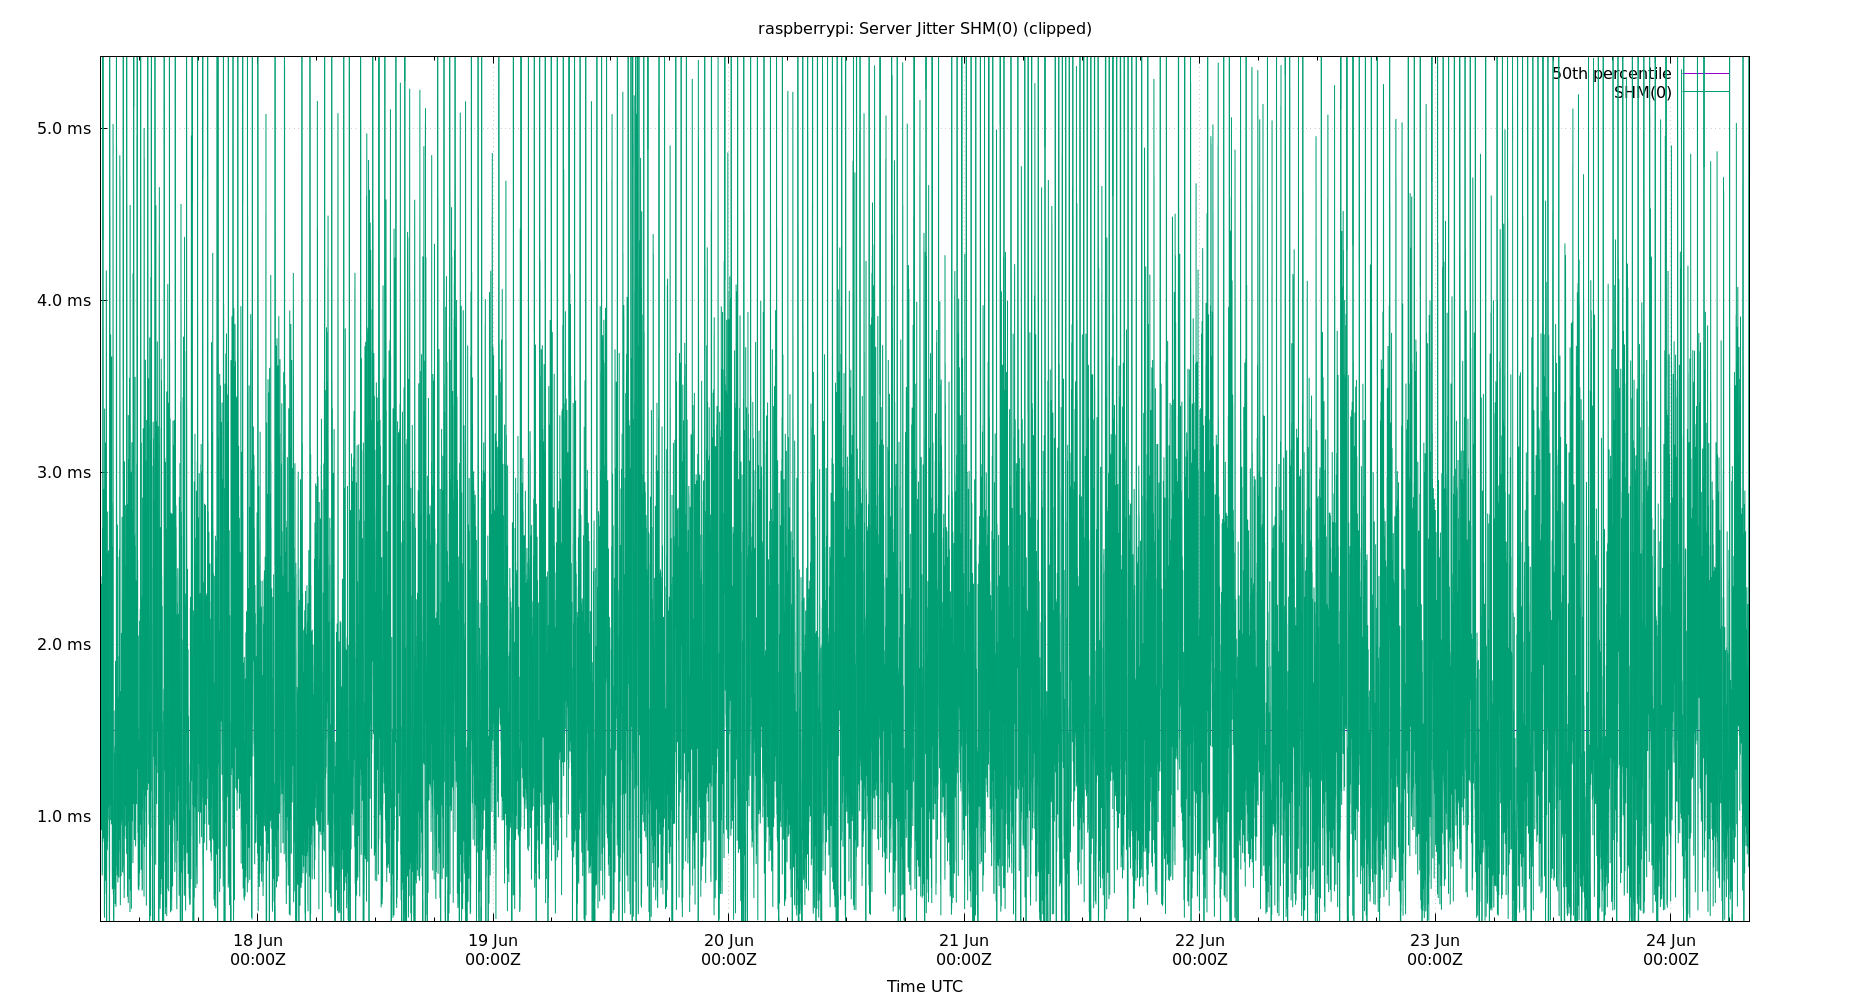 raspberrypi: Server Jitter SHM(0) (clipped)
50th percentile
SHM(0)
5.0 ms
4.0 ms
3.0 ms
2.0 ms
1.0 ms
18 Jun 19 Jun 20 Jun 21 Jun 22 Jun 23 Jun 24 Jun
00:00Z 00:00Z 00:00Z 00:00Z 00:00Z 00:00Z 00:00Z
Time UTC